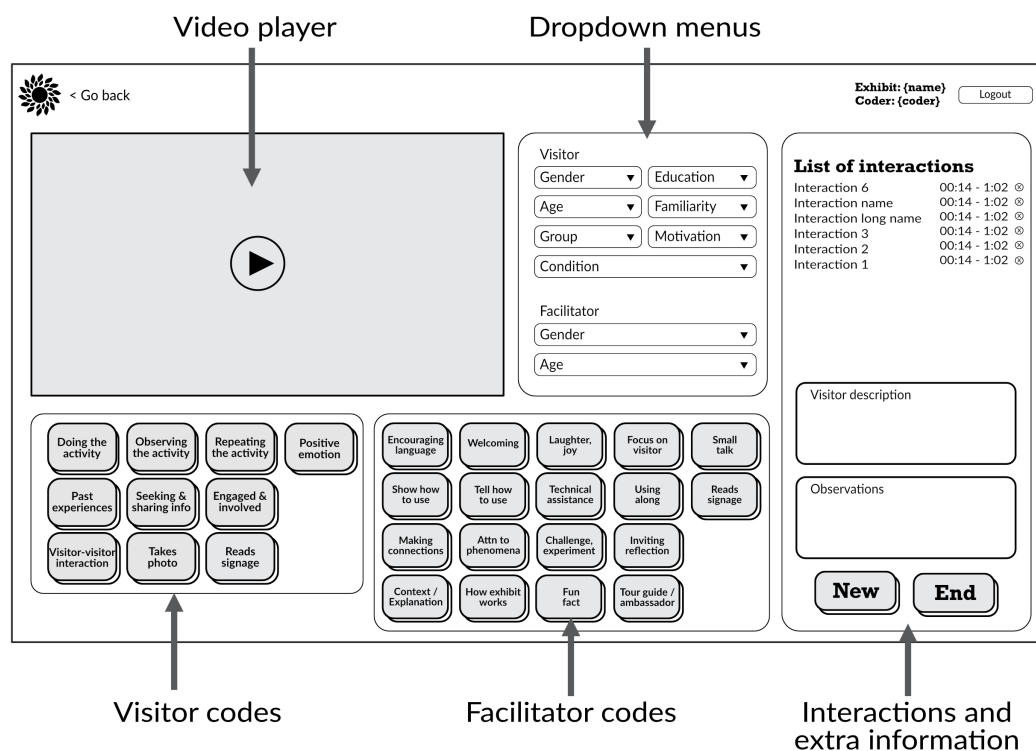 Video player
Dropdown menus
< Go back
Exhibit: {name}
Coder: {coder}
Logout
Visitor
Gender ▼
Education ▼
Age ▼
Familiarity ▼
Group ▼
Motivation ▼
Condition ▼
Facilitator
Gender ▼
Age ▼
List of interactions
Interaction 6 00:14 - 1:02 ⊗
Interaction name 00:14 - 1:02 ⊗
Interaction long name 00:14 - 1:02 ⊗
Interaction 3 00:14 - 1:02 ⊗
Interaction 2 00:14 - 1:02 ⊗
Interaction 1 00:14 - 1:02 ⊗
Visitor description
Observations
New
End
Doing the
activity
Observing
the activity
Repeating
the activity
Positive
emotion
Past
experiences
Seeking &
sharing info
Engaged &
involved
Visitor-visitor
interaction
Takes
photo
Reads
signage
Encouraging
language
Welcoming
Laughter,
joy
Focus on
visitor
Small
talk
Show how
to use
Tell how
to use
Technical
assistance
Using
along
Reads
signage
Making
connections
Attn to
phenomena
Challenge,
experiment
Inviting
reflection
Context /
Explanation
How exhibit
works
Fun
fact
Tour guide /
ambassador
Visitor codes
Facilitator codes
Interactions and
extra information